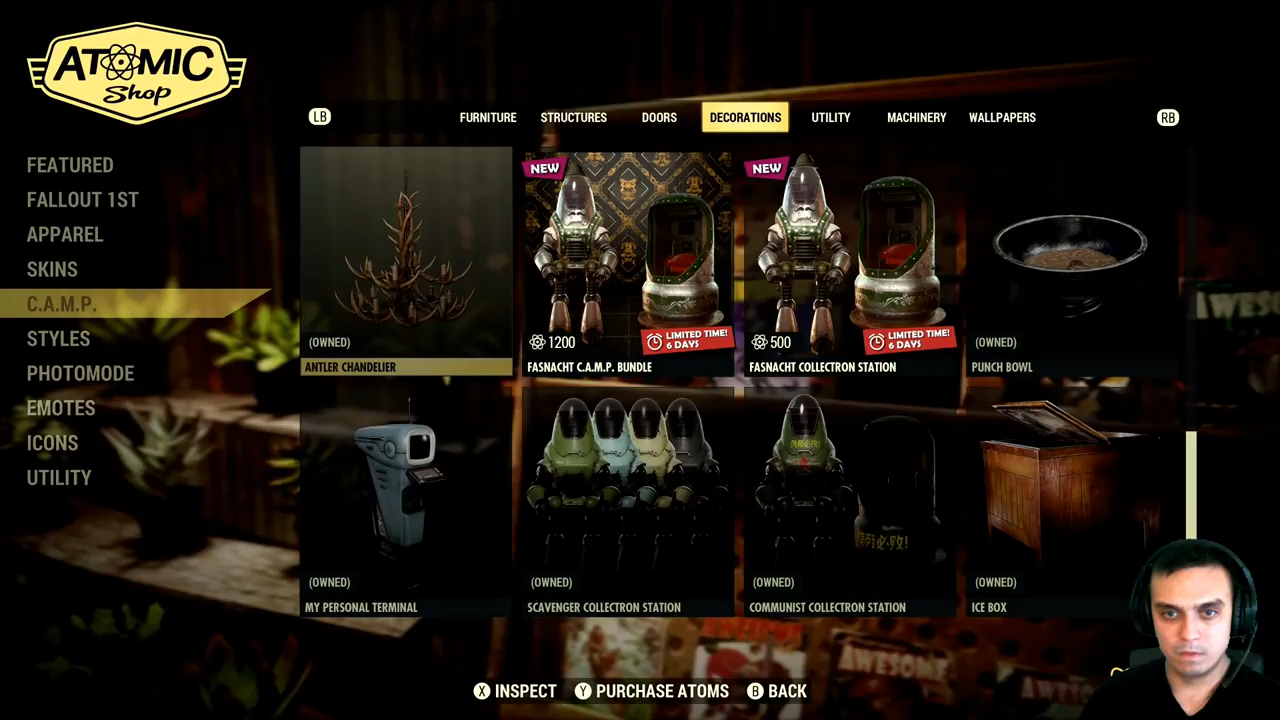 ATOMIC
Shop
LB
FURNITURE
STRUCTURES
DOORS
DECORATIONS
UTILITY
MACHINERY
WALLPAPERS
RB
FEATURED
FALLOUT 1ST
APPAREL
SKINS
C.A.M.P.
STYLES
PHOTOMODE
EMOTES
ICONS
UTILITY
(OWNED)
ANTLER CHANDELIER
NEW
1200
LIMITED TIME!
6 DAYS
FASNACHT C.A.M.P. BUNDLE
NEW
500
LIMITED TIME!
6 DAYS
FASNACHT COLLECTRON STATION
(OWNED)
PUNCH BOWL
(OWNED)
MY PERSONAL TERMINAL
(OWNED)
SCAVENGER COLLECTRON STATION
(OWNED)
COMMUNIST COLLECTRON STATION
(OWNED)
ICE BOX
AWESOME
X INSPECT
Y PURCHASE ATOMS
B BACK